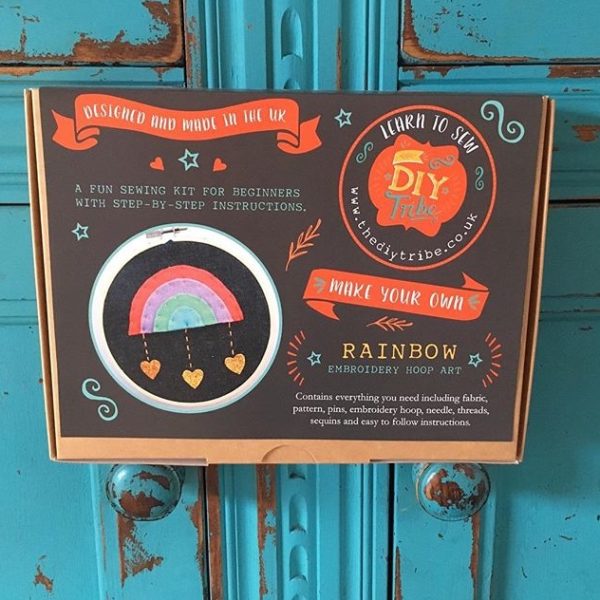 DESIGNED AND MADE IN THE UK
A FUN SEWING KIT FOR BEGINNERS
WITH STEP-BY-STEP INSTRUCTIONS.
LEARN TO SEW
DIY
Tribe
www.thediytribe.co.uk
MAKE YOUR OWN
RAINBOW
EMBROIDERY HOOP ART
Contains everything you need including fabric,
pattern, pins, embroidery hoop, needle, threads,
sequins and easy to follow instructions.